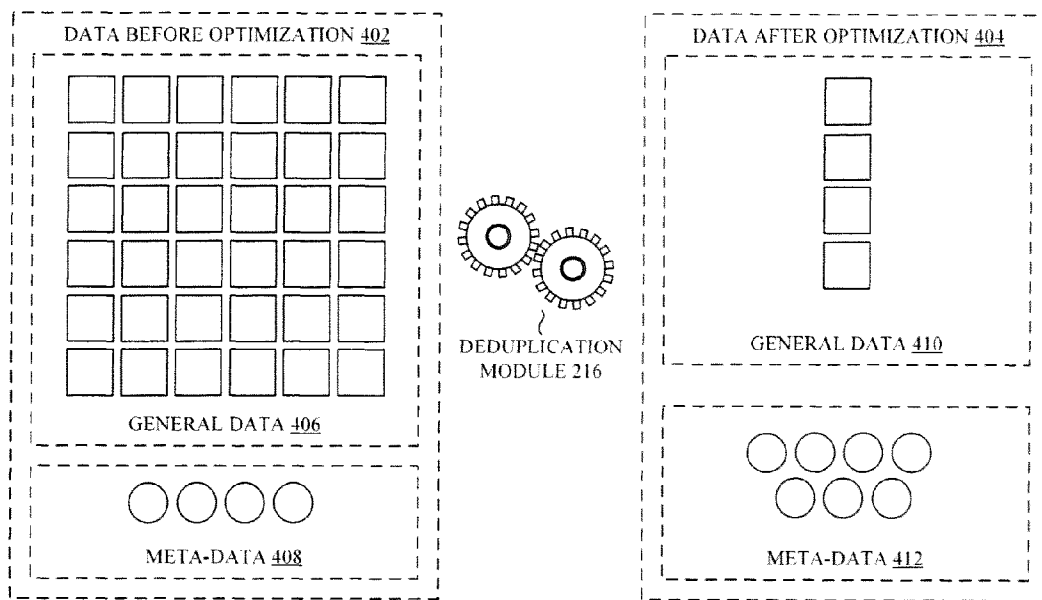 DATA BEFORE OPTIMIZATION 402
GENERAL DATA 406
META-DATA 408
DEDUPLICATION
MODULE 216
DATA AFTER OPTIMIZATION 404
GENERAL DATA 410
META-DATA 412